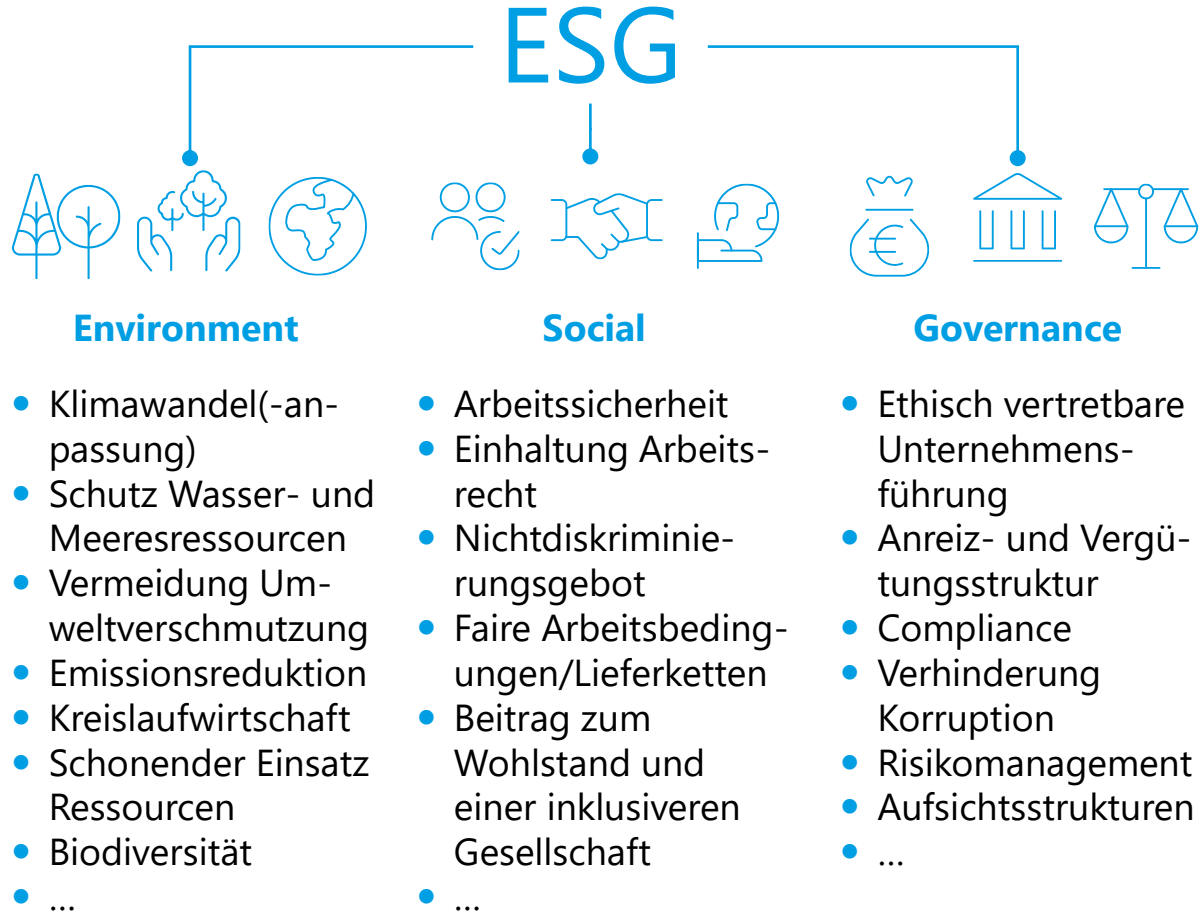 ESG
Environment
• Klimawandel(-an-
passung)
• Schutz Wasser- und
Meeresressourcen
• Vermeidung Um-
weltverschmutzung
• Emissionsreduktion
• Kreislaufwirtschaft
• Schonender Einsatz
Ressourcen
• Biodiversität
• ...
Social
• Arbeitssicherheit
• Einhaltung Arbeits-
recht
• Nichtdiskriminie-
rungsgebot
• Faire Arbeitsbeding-
ungen/Lieferketten
• Beitrag zum
Wohlstand und
einer inklusiveren
Gesellschaft
• ...
Governance
• Ethisch vertretbare
Unternehmens-
führung
• Anreiz- und Vergü-
tungsstruktur
• Compliance
• Verhinderung
Korruption
• Risikomanagement
• Aufsichtsstrukturen
• ...